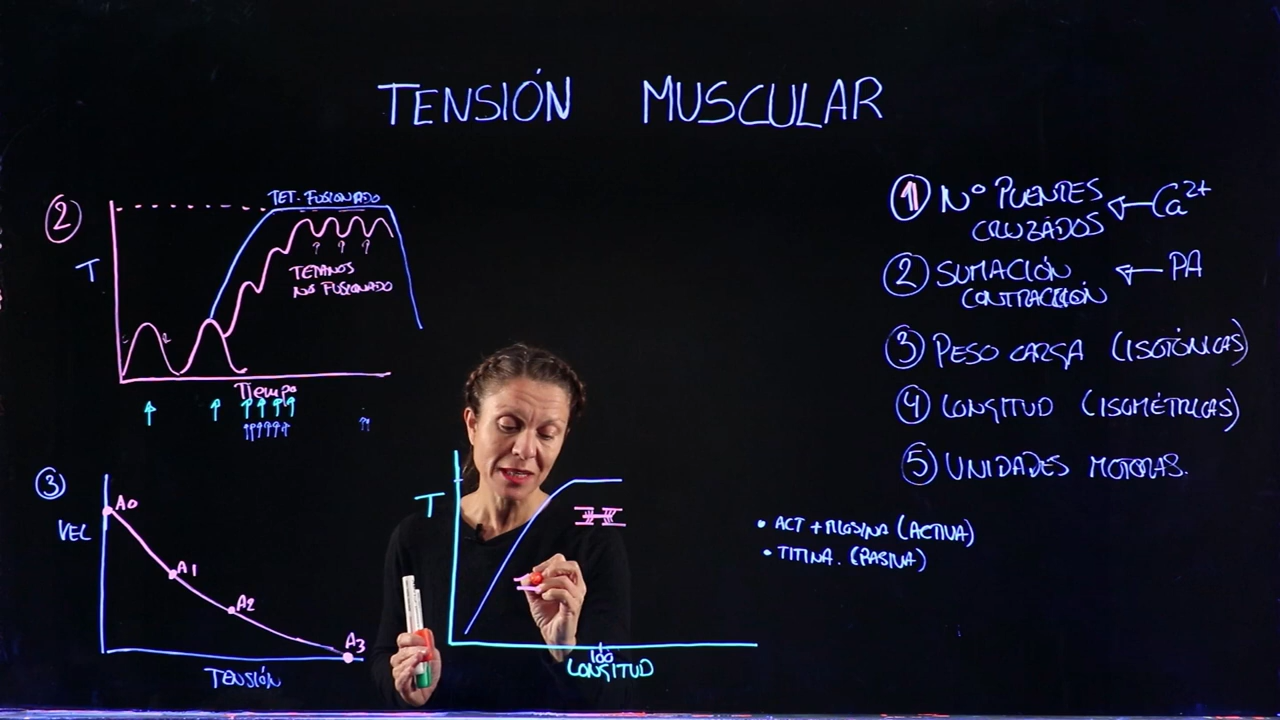 TENSIÓN MUSCULAR
②
TET. FUSIONADO
T
TETANOS
NO FUSIONADO
Tiempo
③
VEL
A0
A1
A2
A3
TENSIÓN
T
100
LONGITUD
① Nº PUENTES CRUZADOS ← Ca²⁺
② SUMACIÓN CONTRACCIÓN ← PA
③ PESO CARGA (ISOTÓNICAS)
④ LONGITUD (ISOMÉTRICAS)
⑤ UNIDADES MOTORAS.
• ACT + MIOSINA (ACTIVA)
• TITINA. (PASIVA)